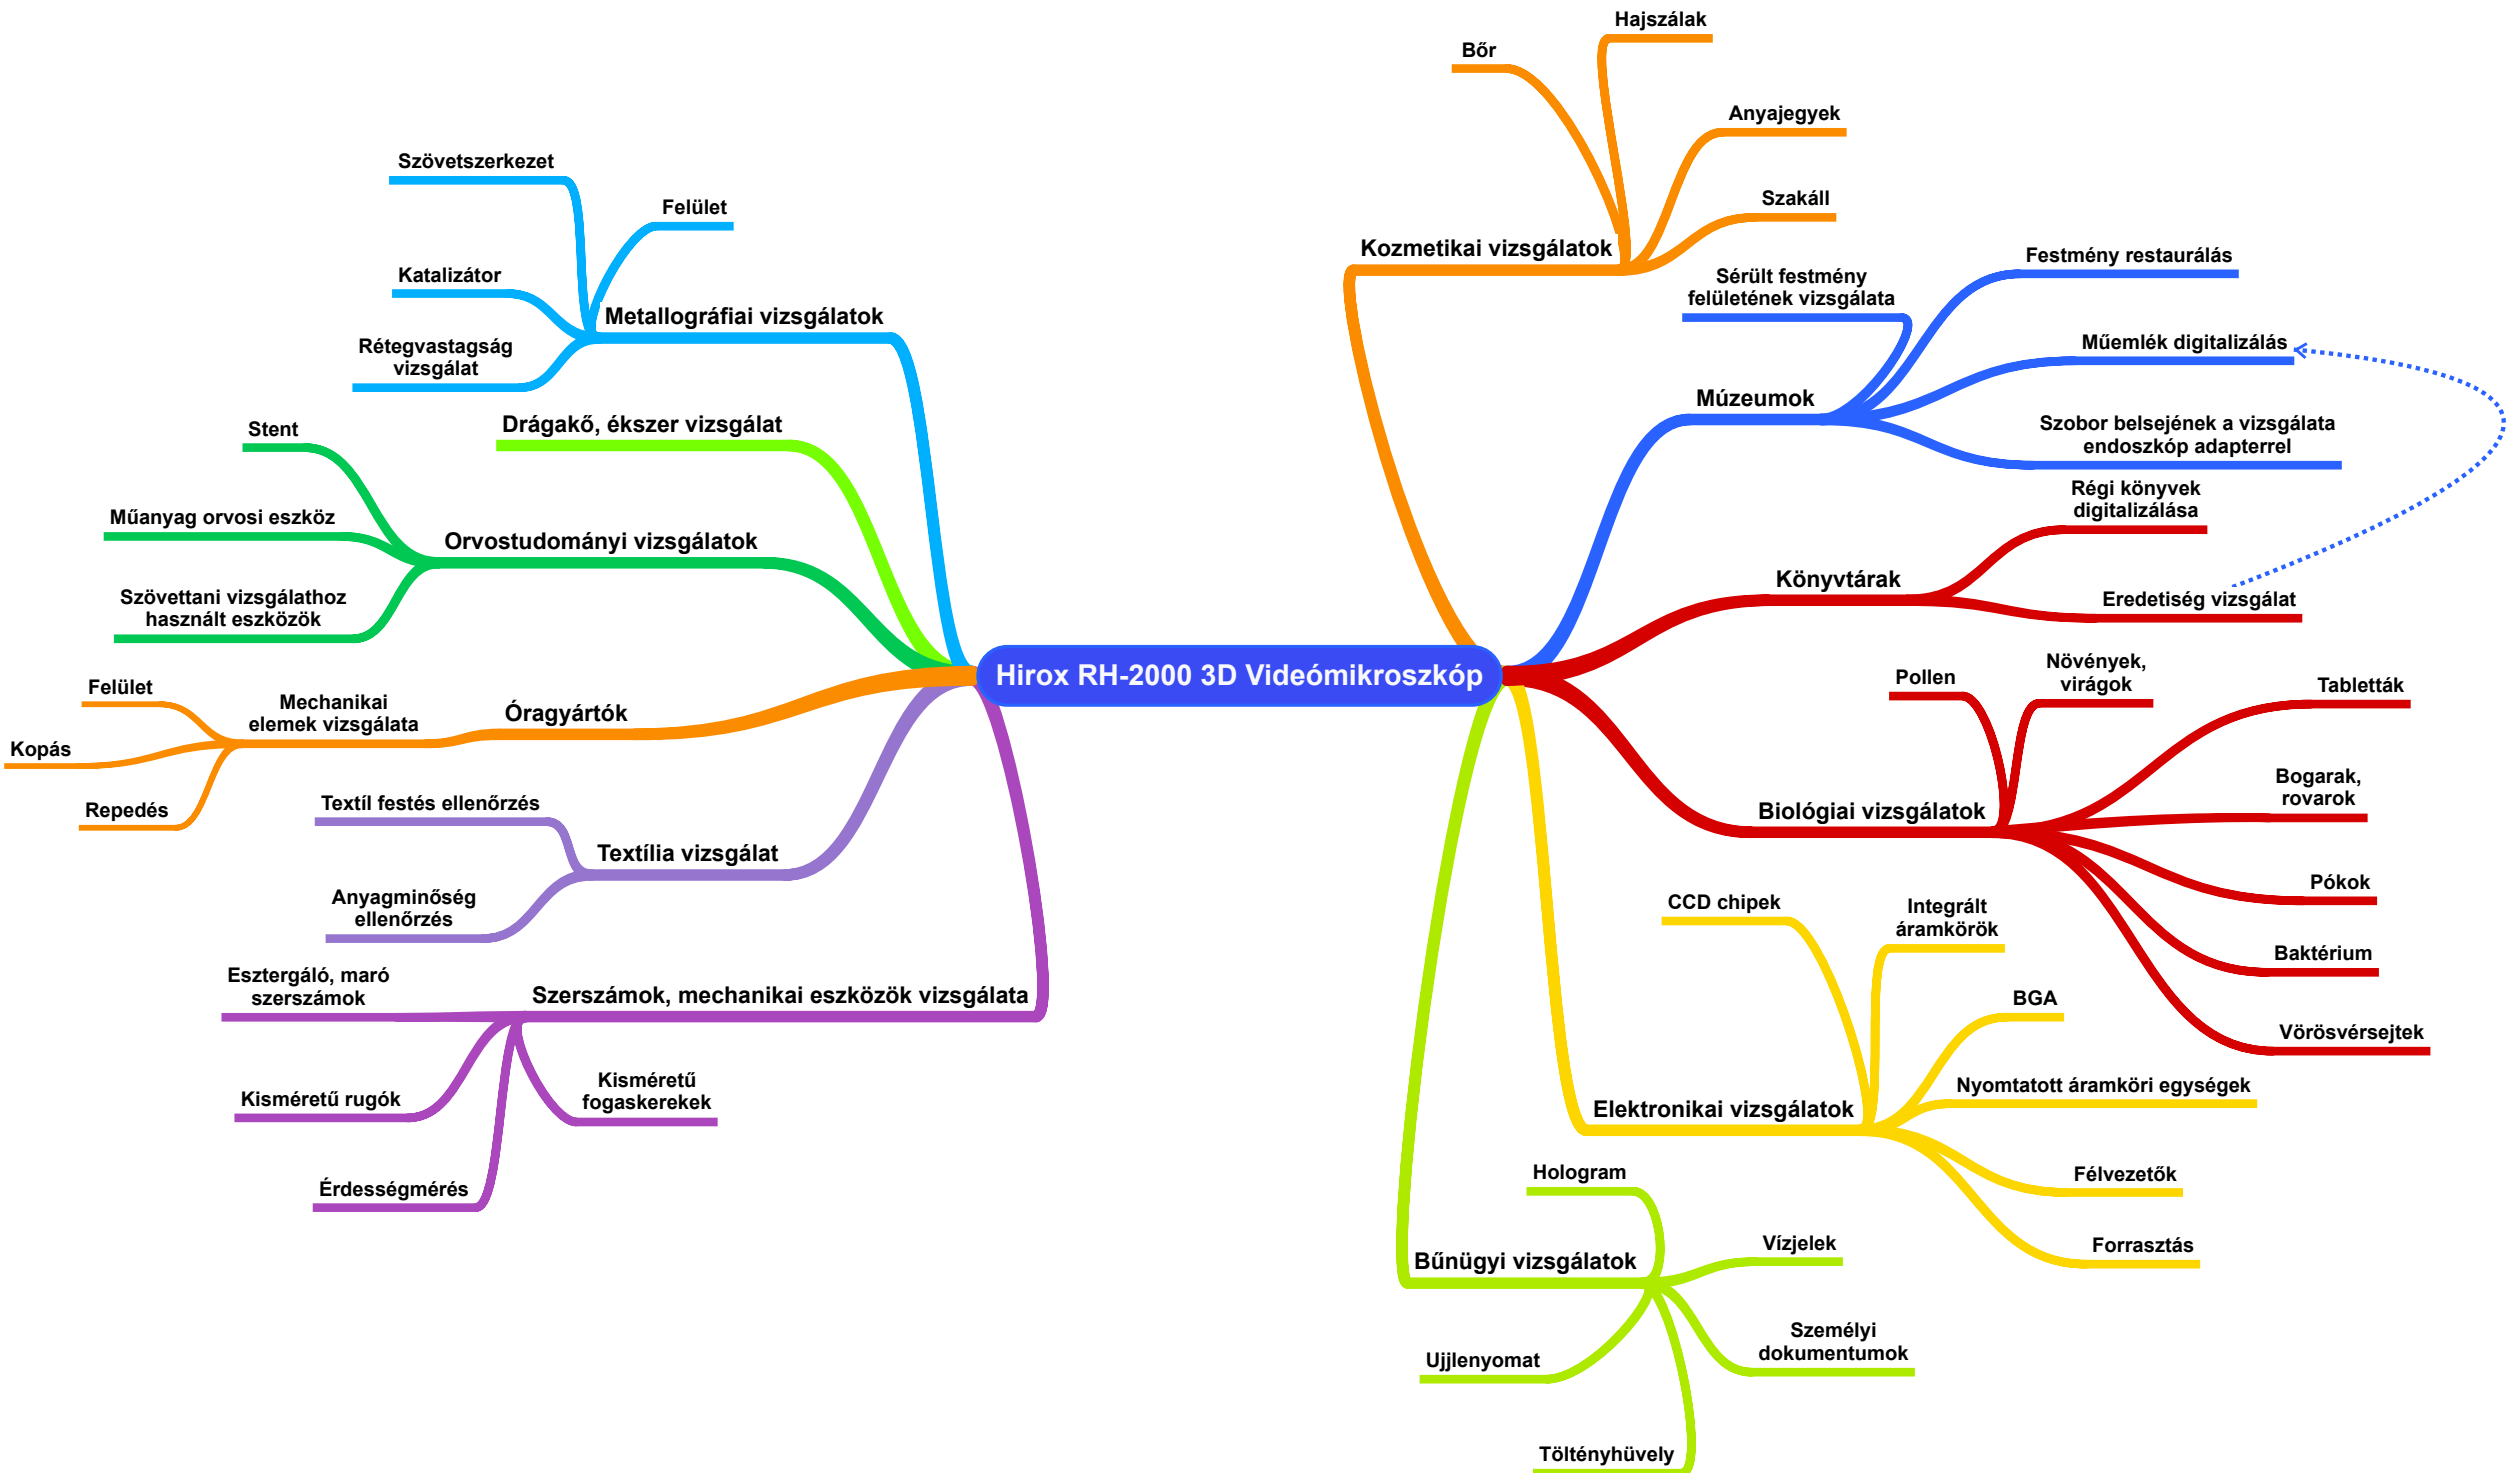 Hirox RH-2000 3D Videómikroszkóp
Kozmetikai vizsgálatok
Bőr
Hajszálak
Anyajegyek
Szakáll
Múzeumok
Sérült festmény
felületének vizsgálata
Festmény restaurálás
Műemlék digitalizálás
Szobor belsejének a vizsgálata
endoszkóp adapterrel
Könyvtárak
Régi könyvek
digitalizálása
Eredetiség vizsgálat
Biológiai vizsgálatok
Pollen
Növények,
virágok
Tabletták
Bogarak,
rovarok
Pókok
Baktérium
Vörösvérsejtek
Elektronikai vizsgálatok
CCD chipek
Integrált
áramkörök
BGA
Nyomtatott áramköri egységek
Félvezetők
Forrasztás
Bűnügyi vizsgálatok
Hologram
Vízjelek
Személyi
dokumentumok
Töltényhüvely
Ujjlenyomat
Metallográfiai vizsgálatok
Szövetszerkezet
Felület
Katalizátor
Rétegvastagság
vizsgálat
Drágakő, ékszer vizsgálat
Orvostudományi vizsgálatok
Stent
Műanyag orvosi eszköz
Szövettani vizsgálathoz
használt eszközök
Óragyártók
Mechanikai
elemek vizsgálata
Felület
Kopás
Repedés
Textília vizsgálat
Textíl festés ellenőrzés
Anyagminőség
ellenőrzés
Szerszámok, mechanikai eszközök vizsgálata
Esztergáló, maró
szerszámok
Kisméretű rugók
Érdességmérés
Kisméretű
fogaskerekek